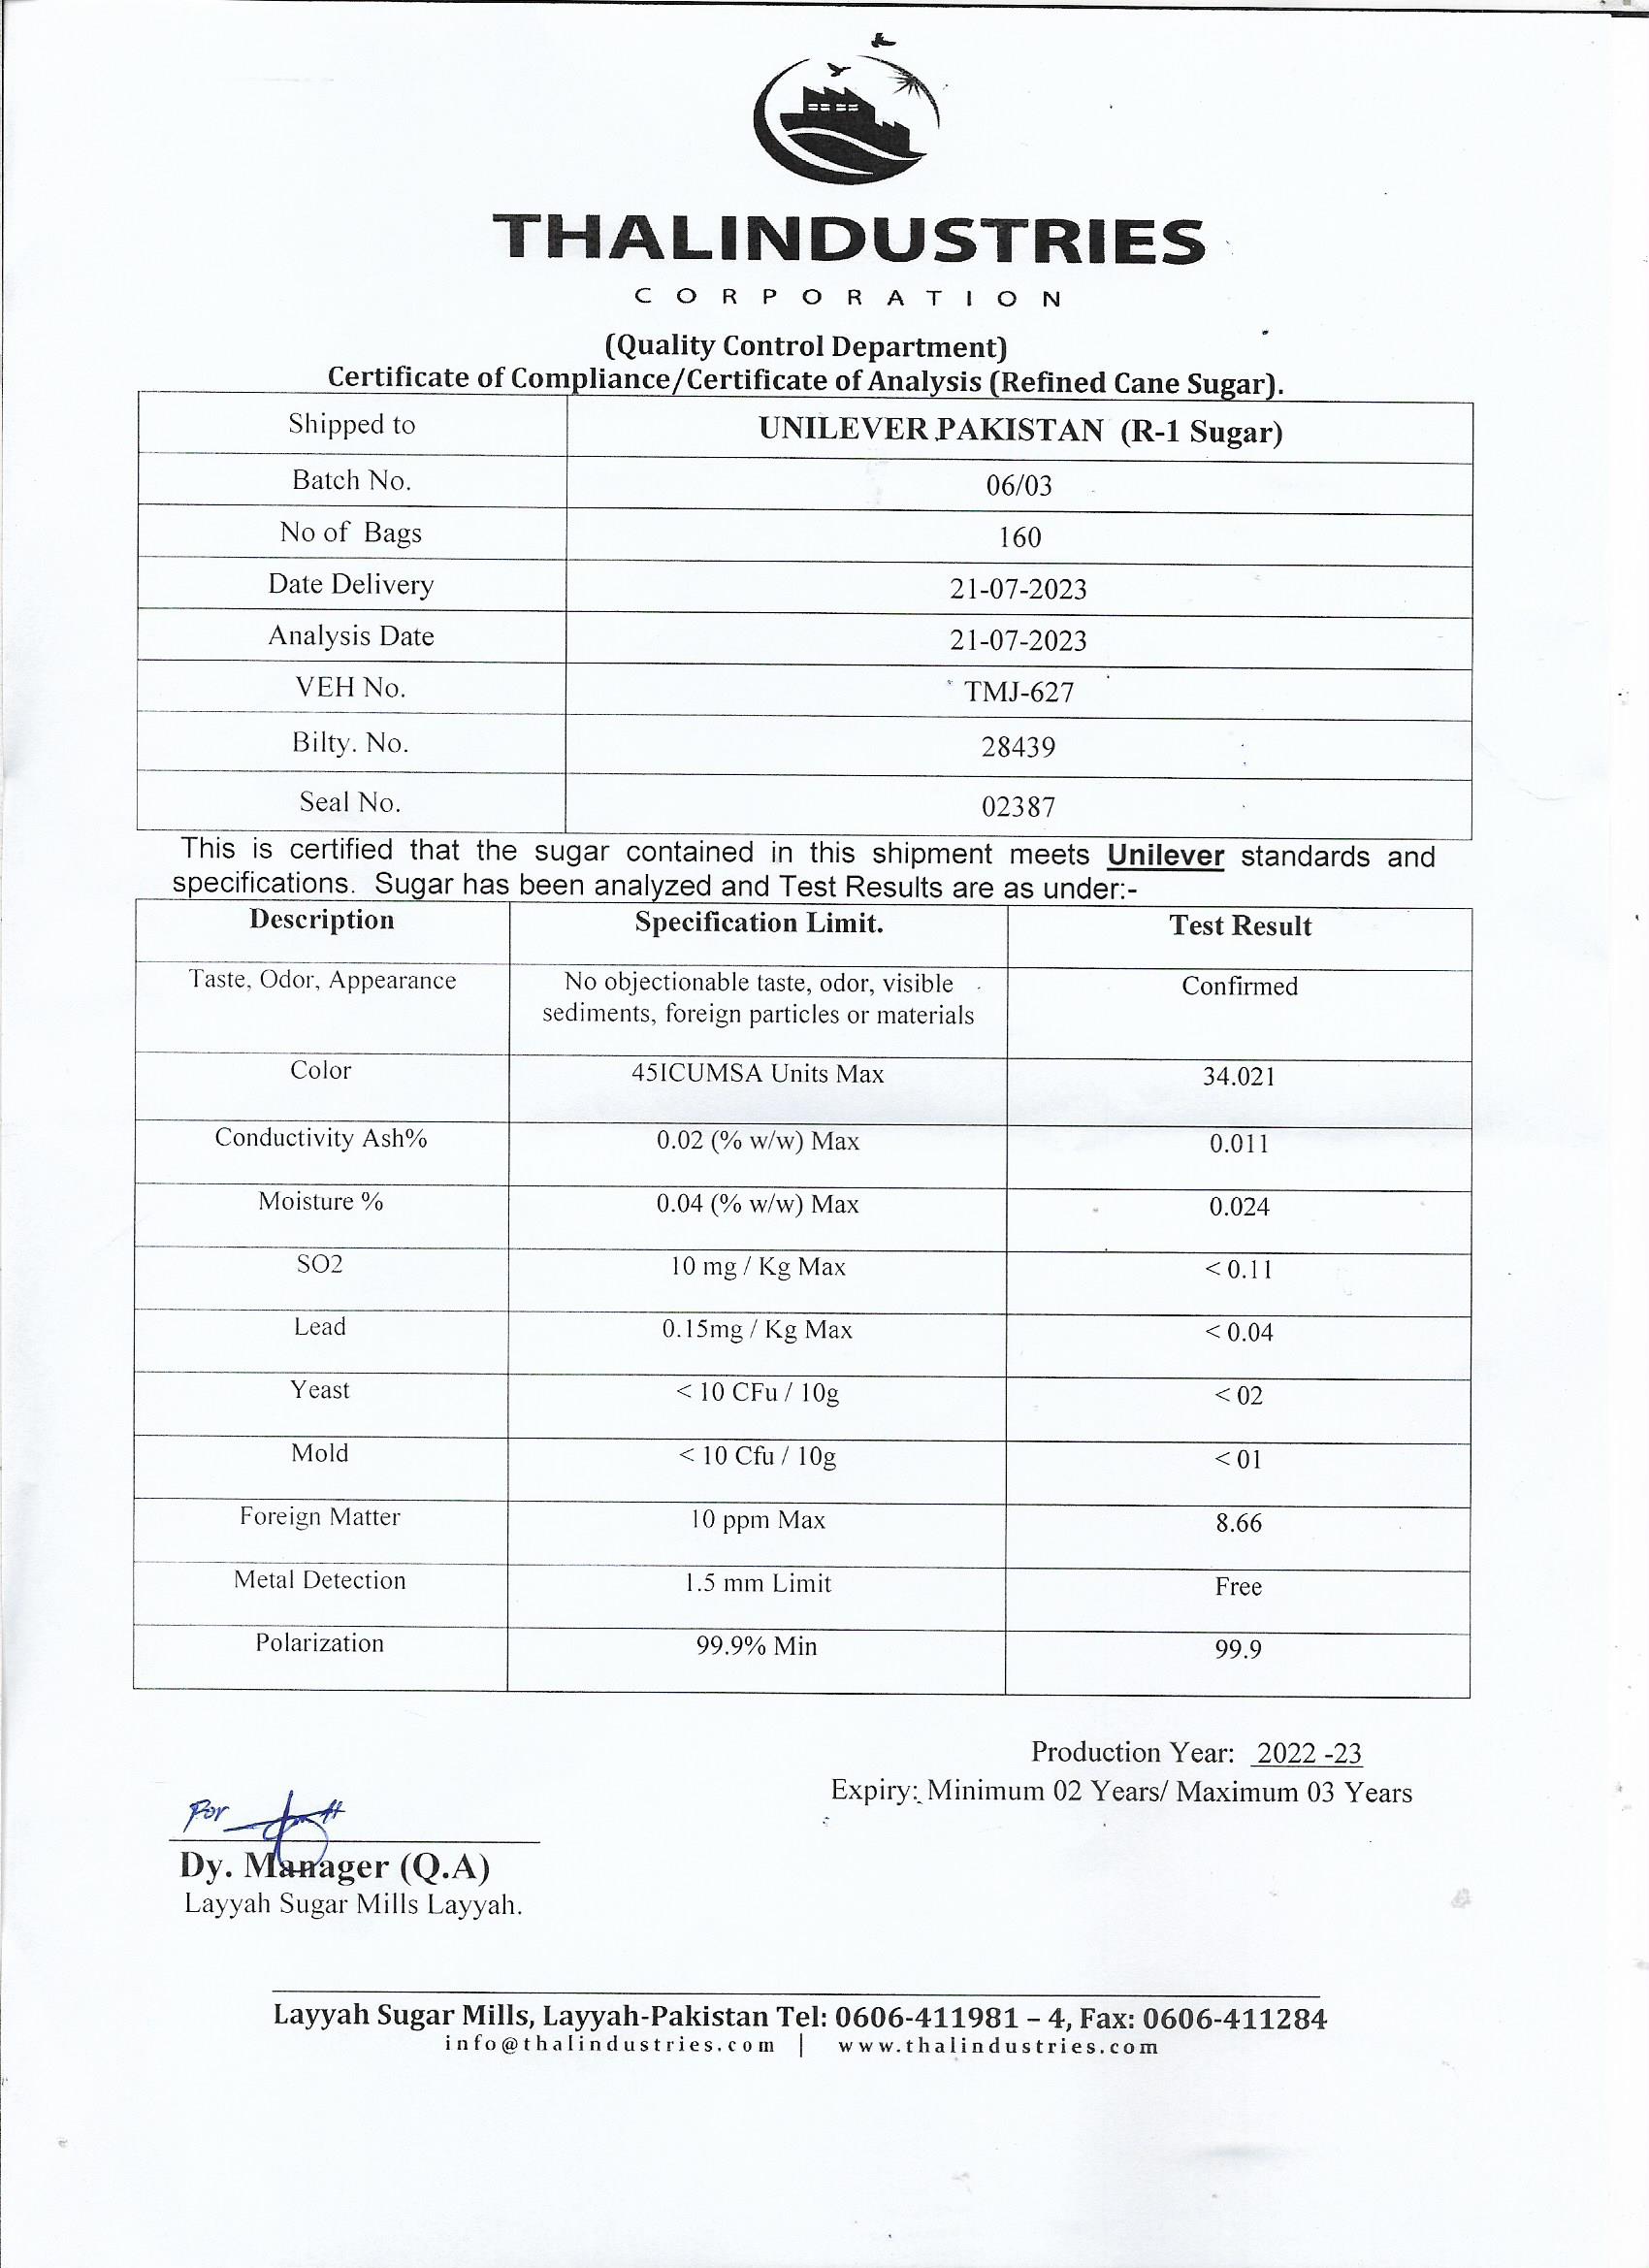 THALINDUSTRIES
CORPORATION
(Quality Control Department)
Certificate of Compliance/Certificate of Analysis (Refined Cane Sugar).
Shipped to UNILEVER PAKISTAN (R-1 Sugar)
Batch No. 06/03
No of Bags 160
Date Delivery 21-07-2023
Analysis Date 21-07-2023
VEH No. TMJ-627
Bilty. No. 28439
Seal No. 02387
This is certified that the sugar contained in this shipment meets Unilever standards and
specifications. Sugar has been analyzed and Test Results are as under:-
Description Specification Limit. Test Result
Taste, Odor, Appearance No objectionable taste, odor, visible Confirmed
sediments, foreign particles or materials
Color 45ICUMSA Units Max 34.021
Conductivity Ash% 0.02 (% w/w) Max 0.011
Moisture % 0.04 (% w/w) Max 0.024
SO2 10 mg / Kg Max < 0.11
Lead 0.15mg / Kg Max < 0.04
Yeast < 10 CFu / 10g < 02
Mold < 10 Cfu / 10g < 01
Foreign Matter 10 ppm Max 8.66
Metal Detection 1.5 mm Limit Free
Polarization 99.9% Min 99.9
Production Year: 2022 -23
Expiry: Minimum 02 Years/ Maximum 03 Years
For
Dy. Manager (Q.A)
Layyah Sugar Mills Layyah.
Layyah Sugar Mills, Layyah-Pakistan Tel: 0606-411981 – 4, Fax: 0606-411284
info@thalindustries.com | www.thalindustries.com